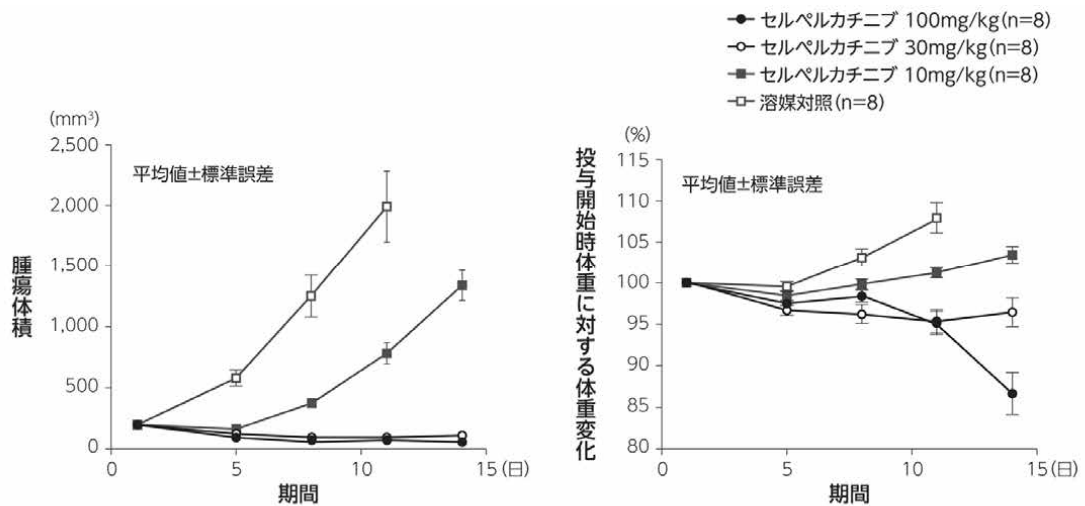 セルペルカチニブ 100mg/kg(n=8)
セルペルカチニブ 30mg/kg(n=8)
セルペルカチニブ 10mg/kg(n=8)
溶媒対照(n=8)
(mm³)
2,500
2,000
1,500
1,000
500
0
平均値±標準誤差
腫瘍体積
0
5
10
15(日)
期間
(%)
115
110
105
100
95
90
85
80
平均値±標準誤差
投与開始時体重に対する体重変化
0
5
10
15(日)
期間